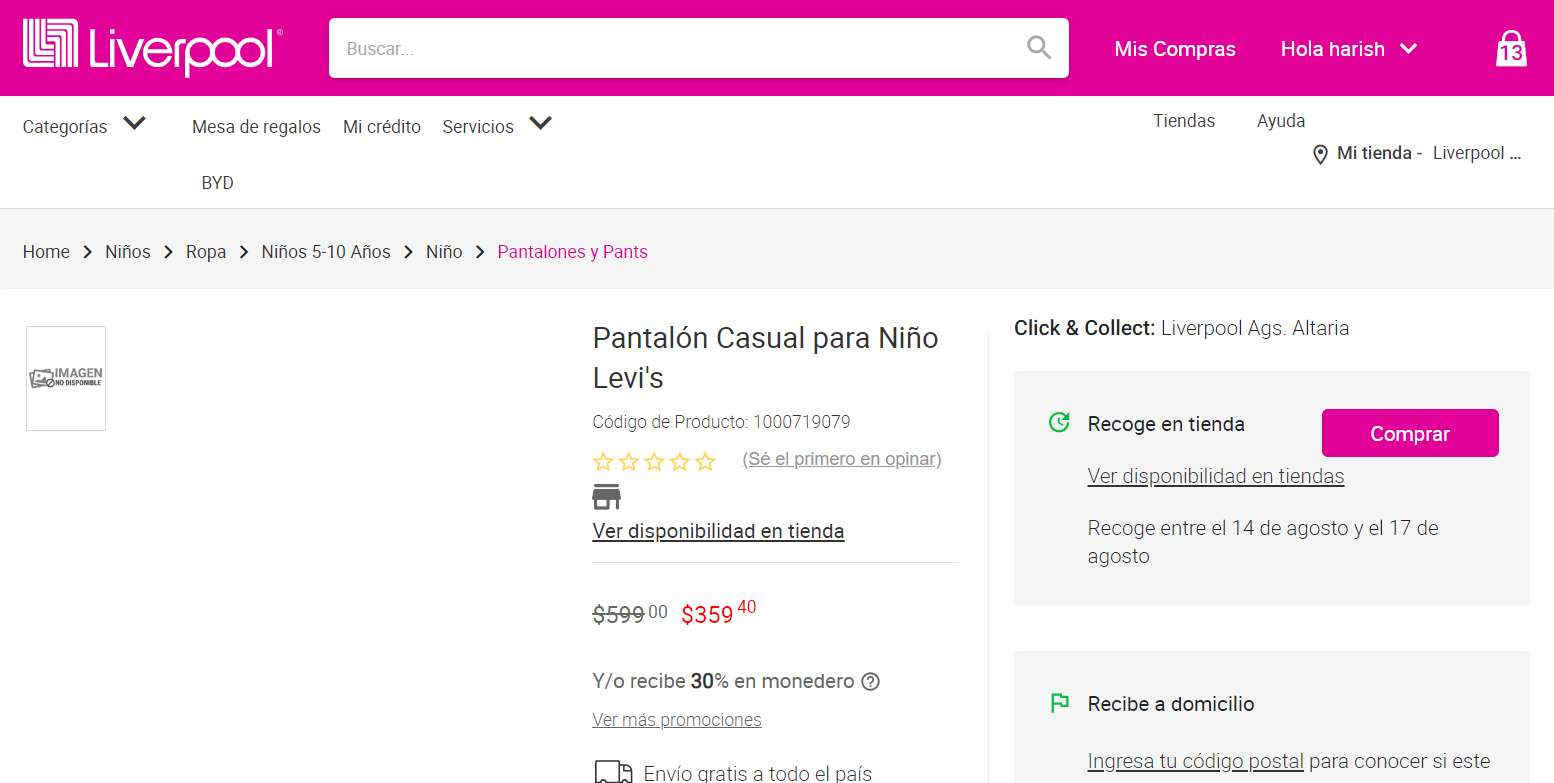 Liverpool®
Buscar...
Mis Compras
Hola harish
13
Categorías
Mesa de regalos
Mi crédito
Servicios
Tiendas
Ayuda
Mi tienda - Liverpool ...
BYD
Home > Niños > Ropa > Niños 5-10 Años > Niño > Pantalones y Pants
IMAGEN
NO DISPONIBLE
Pantalón Casual para Niño
Levi's
Código de Producto: 1000719079
(Sé el primero en opinar)
Ver disponibilidad en tienda
$599 00 $359 40
Y/o recibe 30% en monedero ?
Ver más promociones
Envío gratis a todo el país
Click & Collect: Liverpool Ags. Altaria
Recoge en tienda
Comprar
Ver disponibilidad en tiendas
Recoge entre el 14 de agosto y el 17 de
agosto
Recibe a domicilio
Ingresa tu código postal para conocer si este